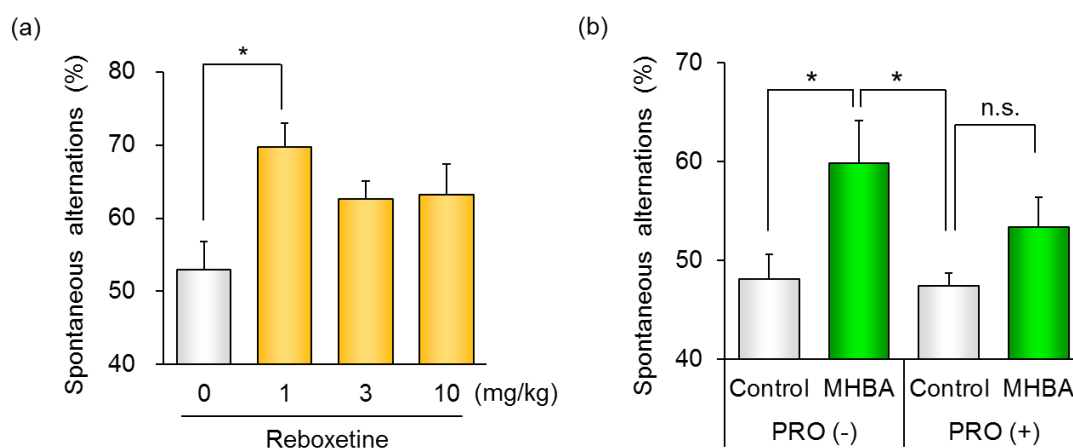 (a)
Spontaneous alternations (%)
80
70
60
50
40
*
0 1 3 10 (mg/kg)
Reboxetine
(b)
Spontaneous alternations (%)
70
60
50
40
* *
n.s.
Control MHBA Control MHBA
PRO (-) PRO (+)